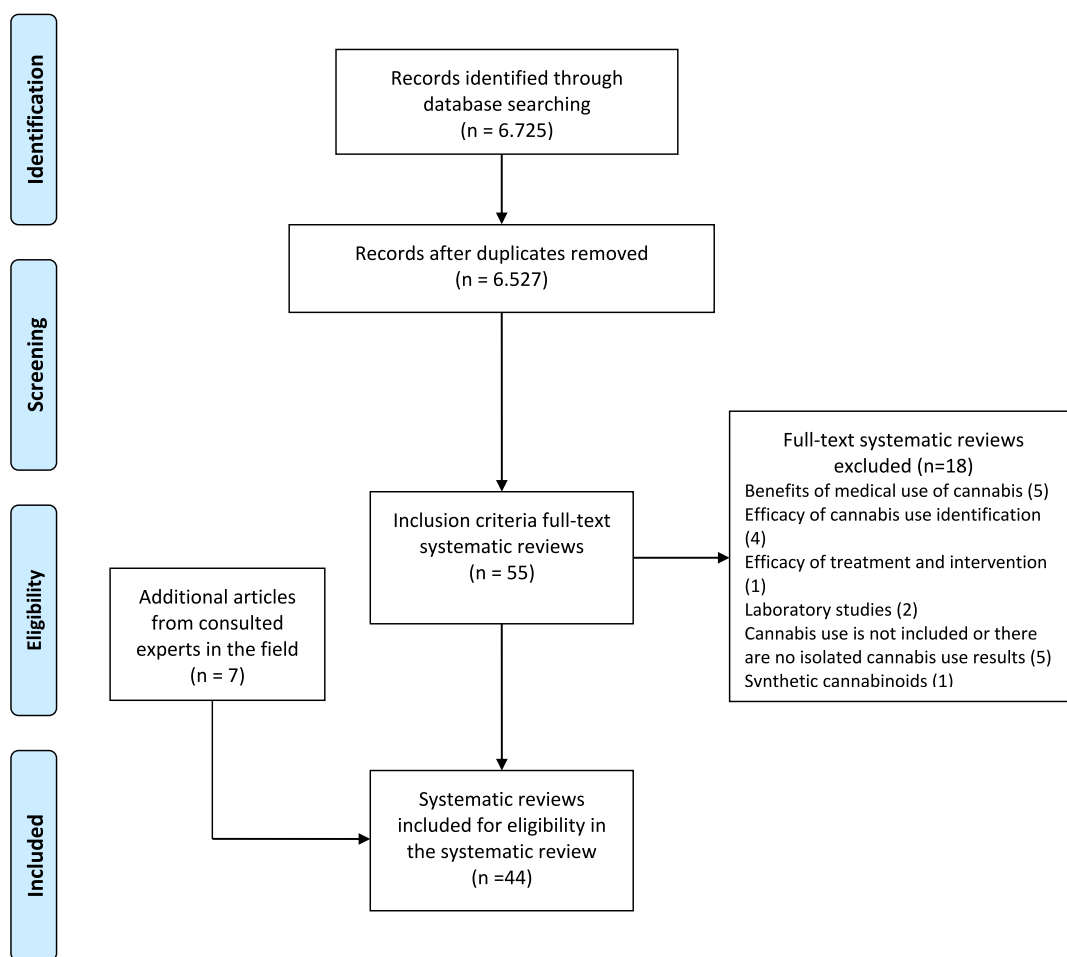 Identification
Records identified through
database searching
(n = 6.725)
Records after duplicates removed
(n = 6.527)
Screening
Full-text systematic reviews
excluded (n=18)
Benefits of medical use of cannabis (5)
Efficacy of cannabis use identification
(4)
Efficacy of treatment and intervention
(1)
Laboratory studies (2)
Cannabis use is not included or there
are no isolated cannabis use results (5)
Synthetic cannabinoids (1)
Inclusion criteria full-text
systematic reviews
(n = 55)
Eligibility
Additional articles
from consulted
experts in the field
(n = 7)
Included
Systematic reviews
included for eligibility in
the systematic review
(n =44)